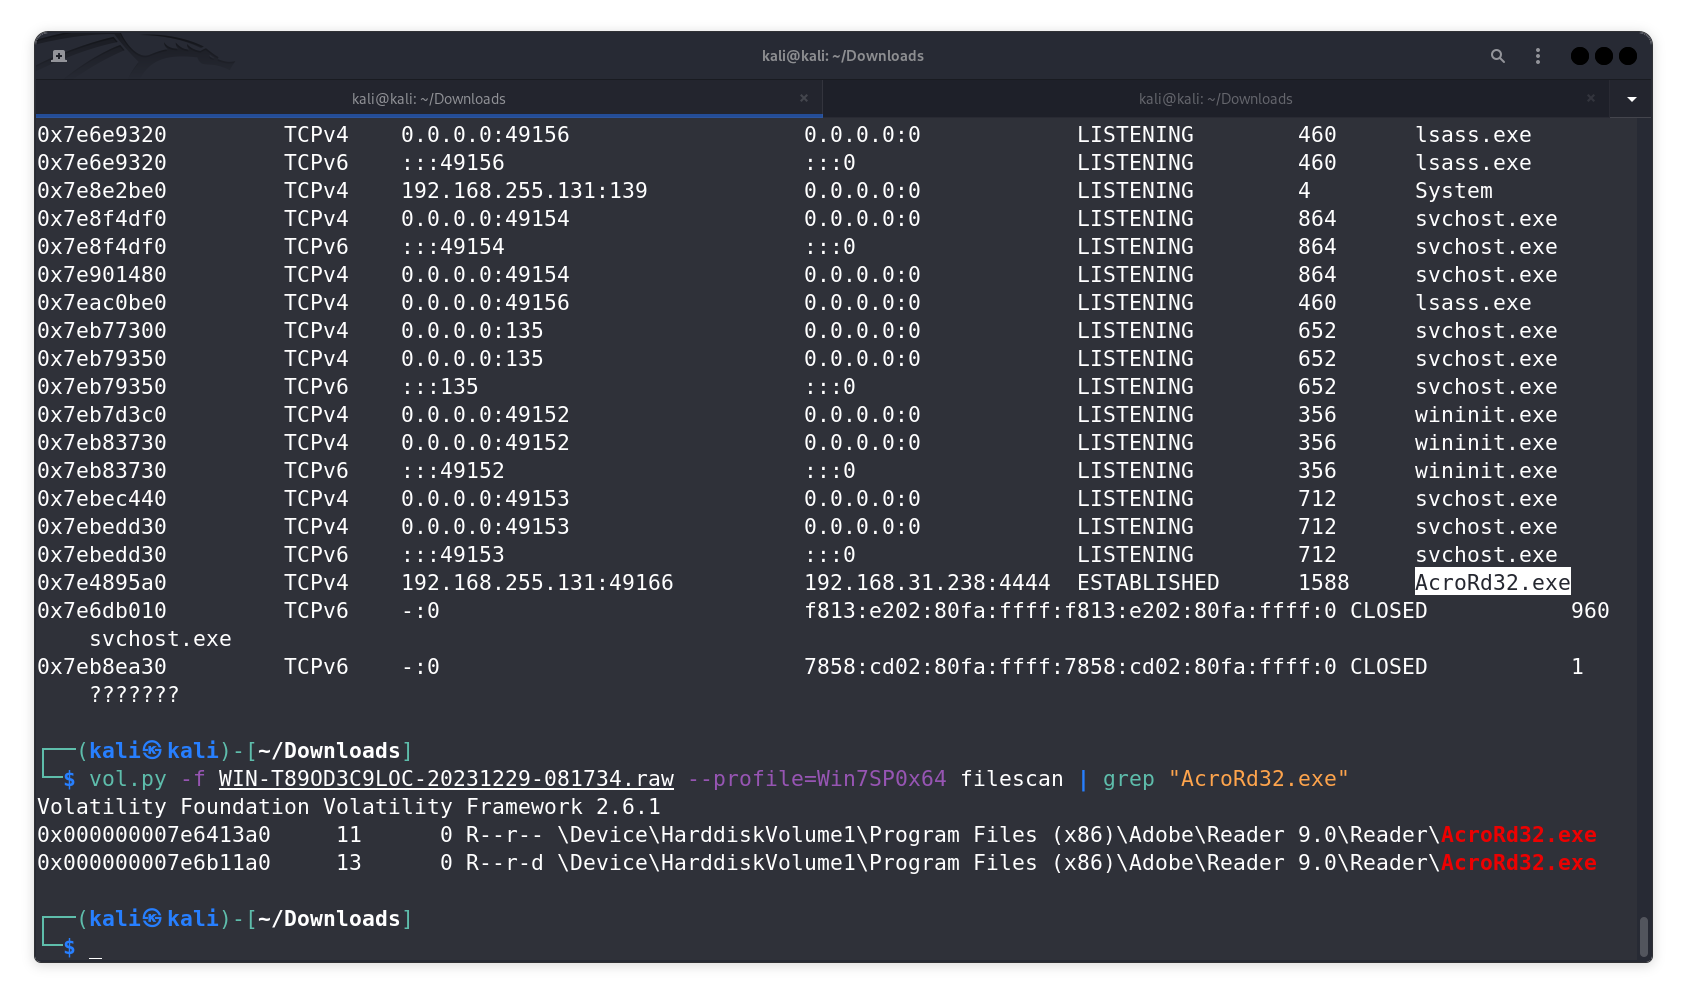 kali@kali: ~/Downloads
kali@kali: ~/Downloads × kali@kali: ~/Downloads ×
0x7e6e9320 TCPv4 0.0.0.0:49156 0.0.0.0:0 LISTENING 460 lsass.exe
0x7e6e9320 TCPv6 :::49156 :::0 LISTENING 460 lsass.exe
0x7e8e2be0 TCPv4 192.168.255.131:139 0.0.0.0:0 LISTENING 4 System
0x7e8f4df0 TCPv4 0.0.0.0:49154 0.0.0.0:0 LISTENING 864 svchost.exe
0x7e8f4df0 TCPv6 :::49154 :::0 LISTENING 864 svchost.exe
0x7e901480 TCPv4 0.0.0.0:49154 0.0.0.0:0 LISTENING 864 svchost.exe
0x7eac0be0 TCPv4 0.0.0.0:49156 0.0.0.0:0 LISTENING 460 lsass.exe
0x7eb77300 TCPv4 0.0.0.0:135 0.0.0.0:0 LISTENING 652 svchost.exe
0x7eb79350 TCPv4 0.0.0.0:135 0.0.0.0:0 LISTENING 652 svchost.exe
0x7eb79350 TCPv6 :::135 :::0 LISTENING 652 svchost.exe
0x7eb7d3c0 TCPv4 0.0.0.0:49152 0.0.0.0:0 LISTENING 356 wininit.exe
0x7eb83730 TCPv4 0.0.0.0:49152 0.0.0.0:0 LISTENING 356 wininit.exe
0x7eb83730 TCPv6 :::49152 :::0 LISTENING 356 wininit.exe
0x7ebec440 TCPv4 0.0.0.0:49153 0.0.0.0:0 LISTENING 712 svchost.exe
0x7ebedd30 TCPv4 0.0.0.0:49153 0.0.0.0:0 LISTENING 712 svchost.exe
0x7ebedd30 TCPv6 :::49153 :::0 LISTENING 712 svchost.exe
0x7e4895a0 TCPv4 192.168.255.131:49166 192.168.31.238:4444 ESTABLISHED 1588 AcroRd32.exe
0x7e6db010 TCPv6 -:0 f813:e202:80fa:ffff:f813:e202:80fa:ffff:0 CLOSED 960
svchost.exe
0x7eb8ea30 TCPv6 -:0 7858:cd02:80fa:ffff:7858:cd02:80fa:ffff:0 CLOSED 1
???????
┌──(kali㉿kali)-[~/Downloads]
└─$ vol.py -f WIN-T89OD3C9LOC-20231229-081734.raw --profile=Win7SP0x64 filescan | grep "AcroRd32.exe"
Volatility Foundation Volatility Framework 2.6.1
0x000000007e6413a0 11 0 R--r-- \Device\HarddiskVolume1\Program Files (x86)\Adobe\Reader 9.0\Reader\AcroRd32.exe
0x000000007e6b11a0 13 0 R--r-d \Device\HarddiskVolume1\Program Files (x86)\Adobe\Reader 9.0\Reader\AcroRd32.exe
┌──(kali㉿kali)-[~/Downloads]
└─$ _